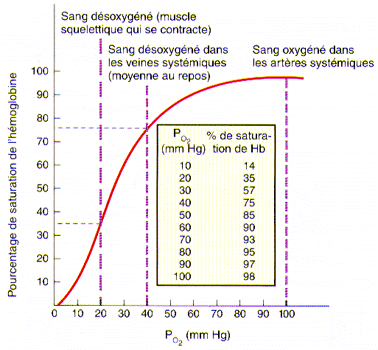 Sang désoxygéné (muscle
squelettique qui se contracte)
Sang désoxygéné dans
les veines systémiques
(moyenne au repos)
Sang oxygéné dans
les artères systémiques
Pourcentage de saturation de l'hémoglobine
100
90
80
70
60
50
40
30
20
10
0
10 20 30 40 50 60 70 80 90 100
P O2 (mm Hg)
P O2 % de satura-
(mm Hg) tion de Hb
10 14
20 35
30 57
40 75
50 85
60 90
70 93
80 95
90 97
100 98